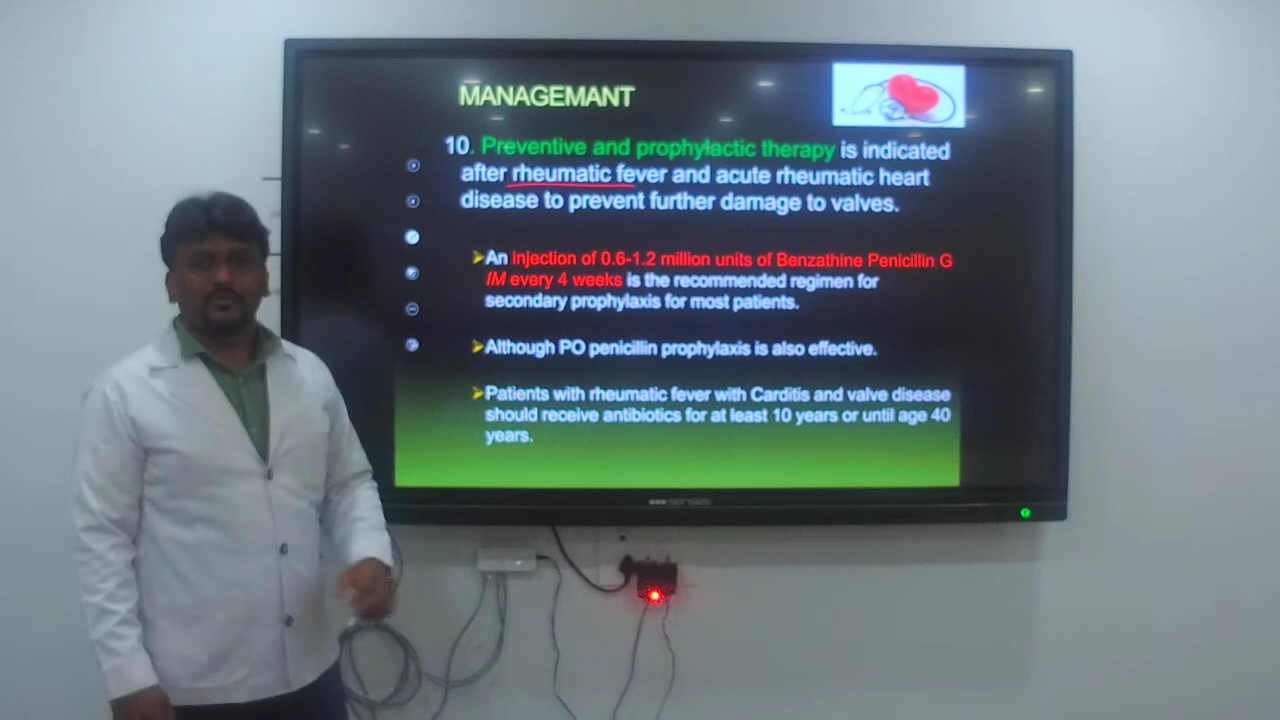 MANAGEMANT
10. Preventive and prophylactic therapy is indicated
after rheumatic fever and acute rheumatic heart
disease to prevent further damage to valves.
An injection of 0.6-1.2 million units of Benzathine Penicillin G
IM every 4 weeks is the recommended regimen for
secondary prophylaxis for most patients.
Although PO penicillin prophylaxis is also effective.
Patients with rheumatic fever with Carditis and valve disease
should receive antibiotics for at least 10 years or until age 40
years.